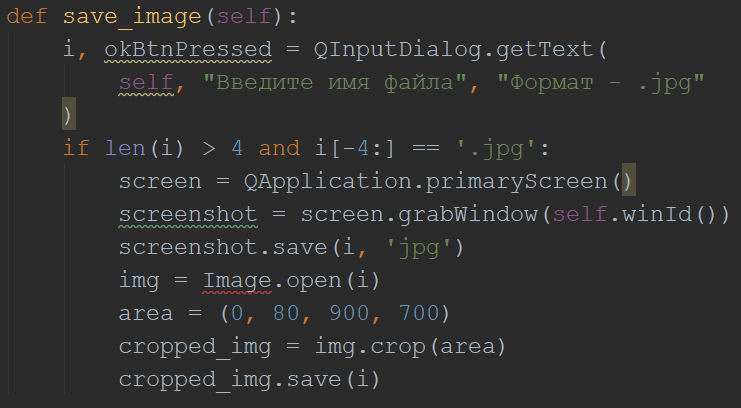 def save_image(self):
    i, okBtnPressed = QInputDialog.getText(
        self, "Введите имя файла", "Формат - .jpg"
    )
    if len(i) > 4 and i[-4:] == '.jpg':
        screen = QApplication.primaryScreen()
        screenshot = screen.grabWindow(self.winId())
        screenshot.save(i, 'jpg')
        img = Image.open(i)
        area = (0, 80, 900, 700)
        cropped_img = img.crop(area)
        cropped_img.save(i)